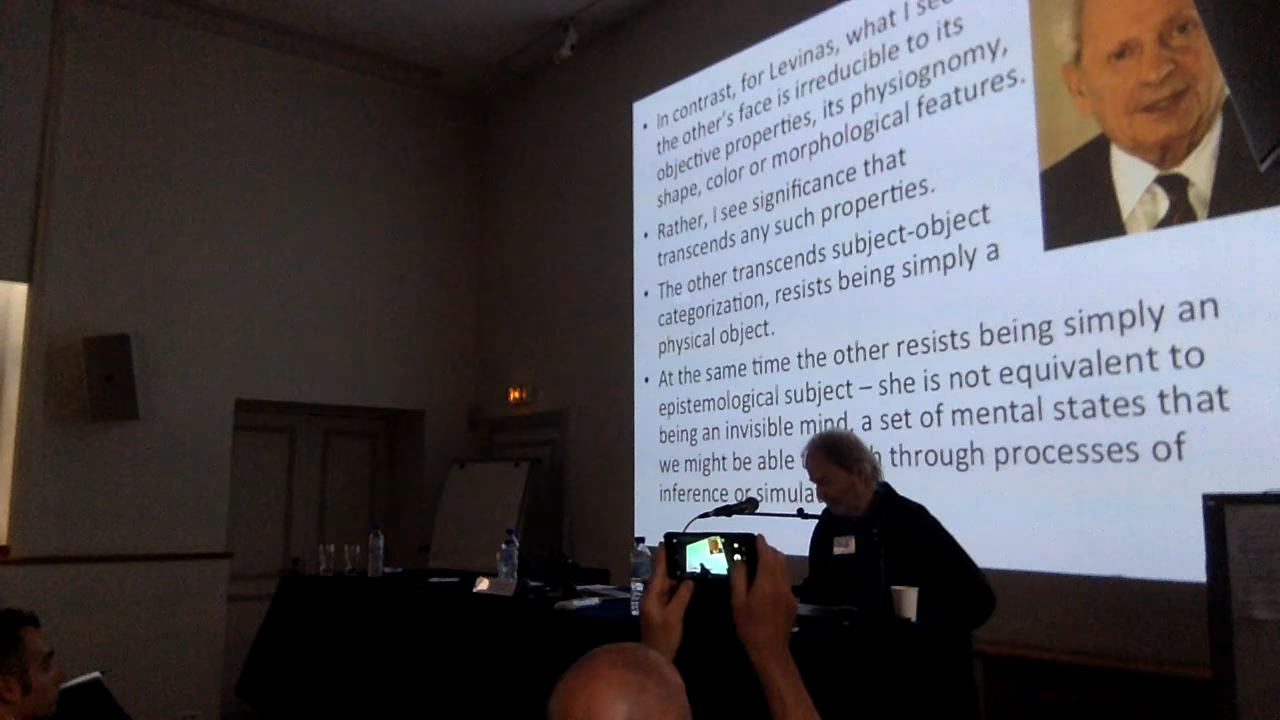 • In contrast, for Levinas, what I see
the other's face is irreducible to its
objective properties, its physiognomy,
shape, color or morphological features.
• Rather, I see significance that
transcends any such properties.
• The other transcends subject-object
categorization, resists being simply a
physical object.
• At the same time the other resists being simply an
epistemological subject – she is not equivalent to
being an invisible mind, a set of mental states that
we might be able through processes of
inference or